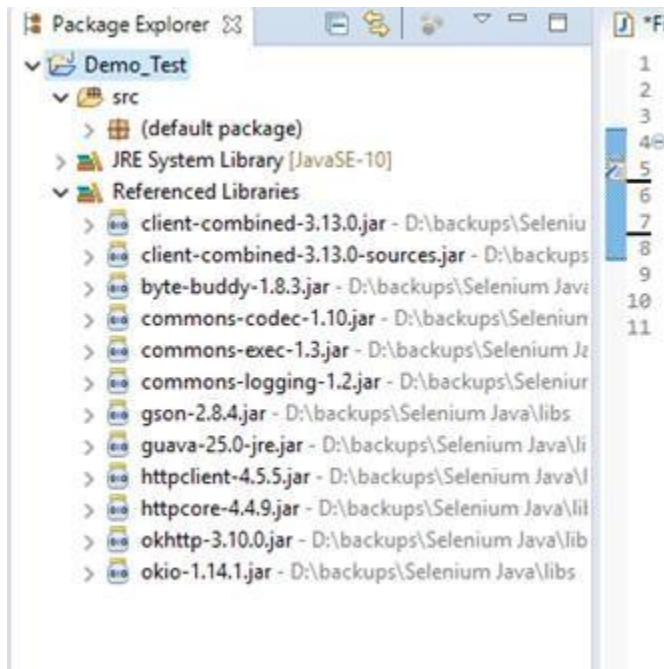 Package Explorer
Demo_Test
src
(default package)
JRE System Library [JavaSE-10]
Referenced Libraries
client-combined-3.13.0.jar - D:\backups\Seleniu
client-combined-3.13.0-sources.jar - D:\backups
byte-buddy-1.8.3.jar - D:\backups\Selenium Java
commons-codec-1.10.jar - D:\backups\Selenium
commons-exec-1.3.jar - D:\backups\Selenium Ja
commons-logging-1.2.jar - D:\backups\Seleniur
gson-2.8.4.jar - D:\backups\Selenium Java\libs
guava-25.0-jre.jar - D:\backups\Selenium Java\li
httpclient-4.5.5.jar - D:\backups\Selenium Java\l
httpcore-4.4.9.jar - D:\backups\Selenium Java\lib
okhttp-3.10.0.jar - D:\backups\Selenium Java\lib
okio-1.14.1.jar - D:\backups\Selenium Java\libs
*Fi
1
2
3
4
5
6
7
8
9
10
11